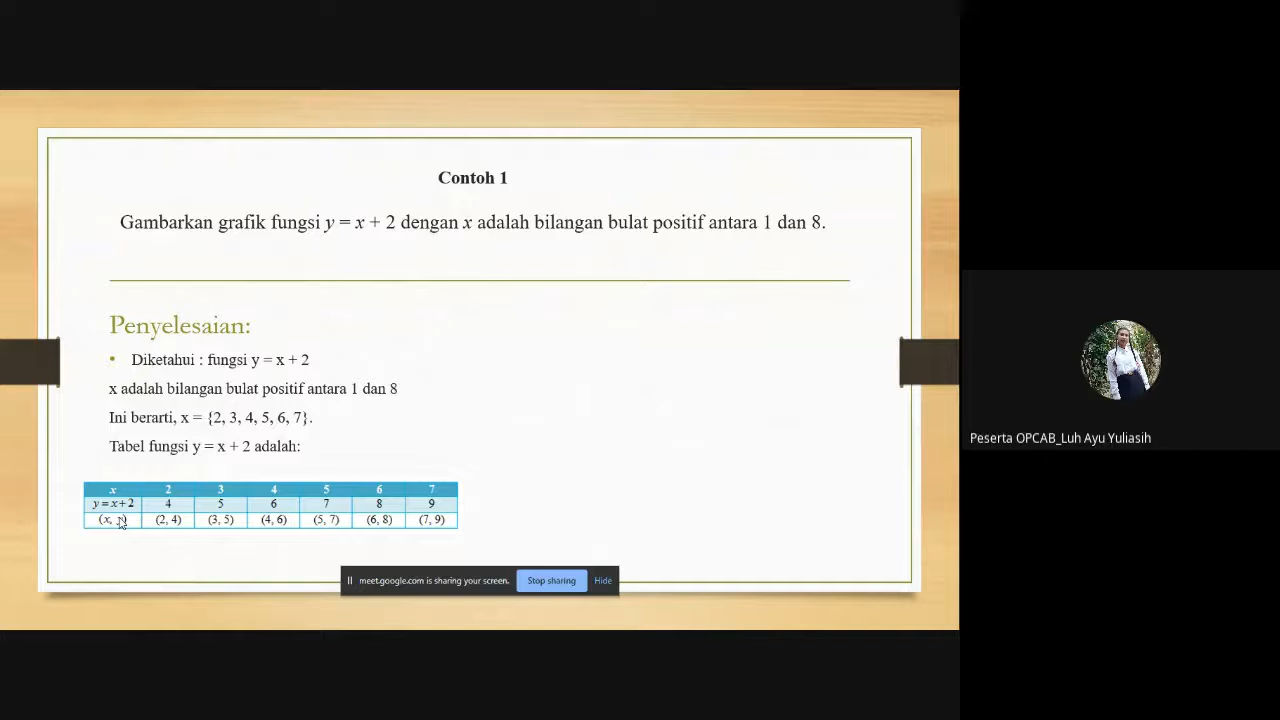 Contoh 1
Gambarkan grafik fungsi y = x + 2 dengan x adalah bilangan bulat positif antara 1 dan 8.
Penyelesaian:
• Diketahui : fungsi y = x + 2
x adalah bilangan bulat positif antara 1 dan 8
Ini berarti, x = {2, 3, 4, 5, 6, 7}.
Tabel fungsi y = x + 2 adalah:
x 2 3 4 5 6 7
y = x+2 4 5 6 7 8 9
(x, y) (2, 4) (3, 5) (4, 6) (5, 7) (6, 8) (7, 9)
meet.google.com is sharing your screen. Stop sharing Hide
Peserta OPCAB_Luh Ayu Yuliasih